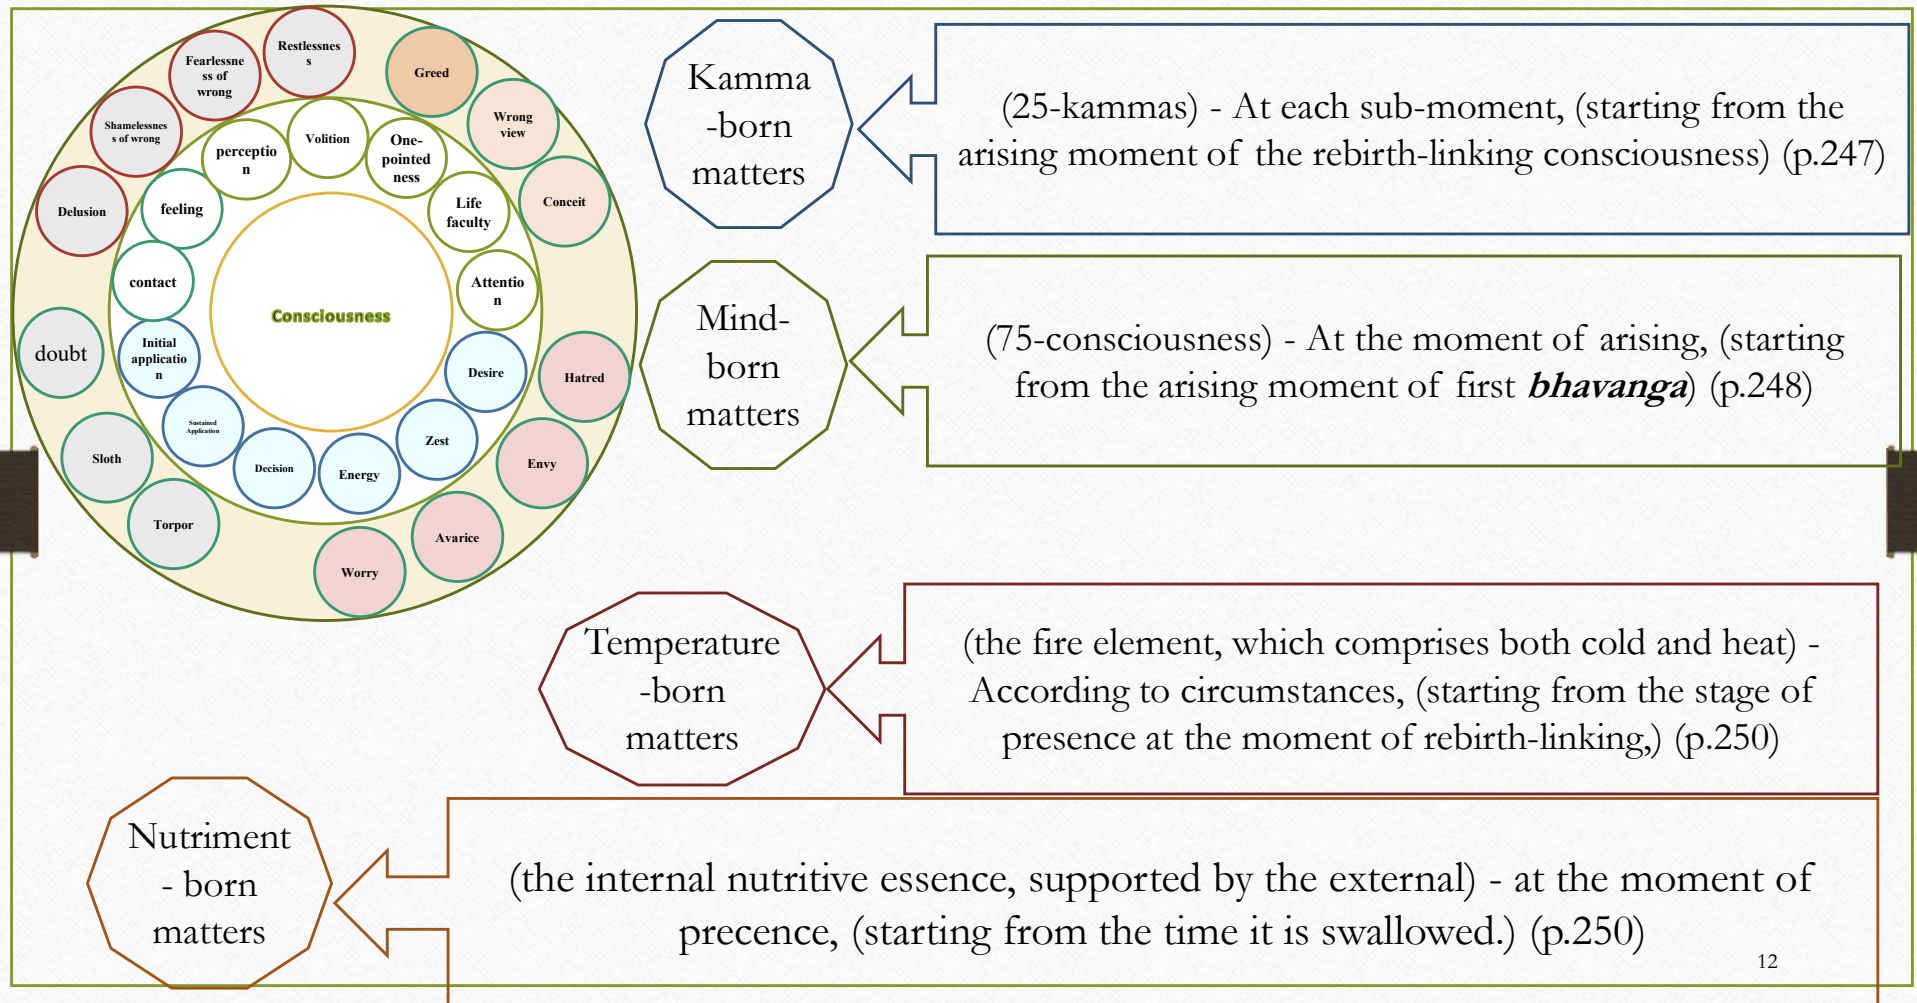 Restlessnes
s
Fearlessne
ss of
wrong
Greed
Shamelessnes
s of wrong
Wrong
view
Delusion
Conceit
doubt
Hatred
Sloth
Envy
Torpor
Avarice
Worry
perceptio
n
Volition
One-
pointed
ness
feeling
Life
faculty
contact
Attentio
n
Initial
applicatio
n
Desire
Sustained
Application
Zest
Decision
Energy
Consciousness
Kamma
-born
matters
(25-kammas) - At each sub-moment, (starting from the
arising moment of the rebirth-linking consciousness) (p.247)
Mind-
born
matters
(75-consciousness) - At the moment of arising, (starting
from the arising moment of first bhavanga) (p.248)
Temperature
-born
matters
(the fire element, which comprises both cold and heat) -
According to circumstances, (starting from the stage of
presence at the moment of rebirth-linking,) (p.250)
Nutriment
- born
matters
(the internal nutritive essence, supported by the external) - at the moment of
precence, (starting from the time it is swallowed.) (p.250)
12